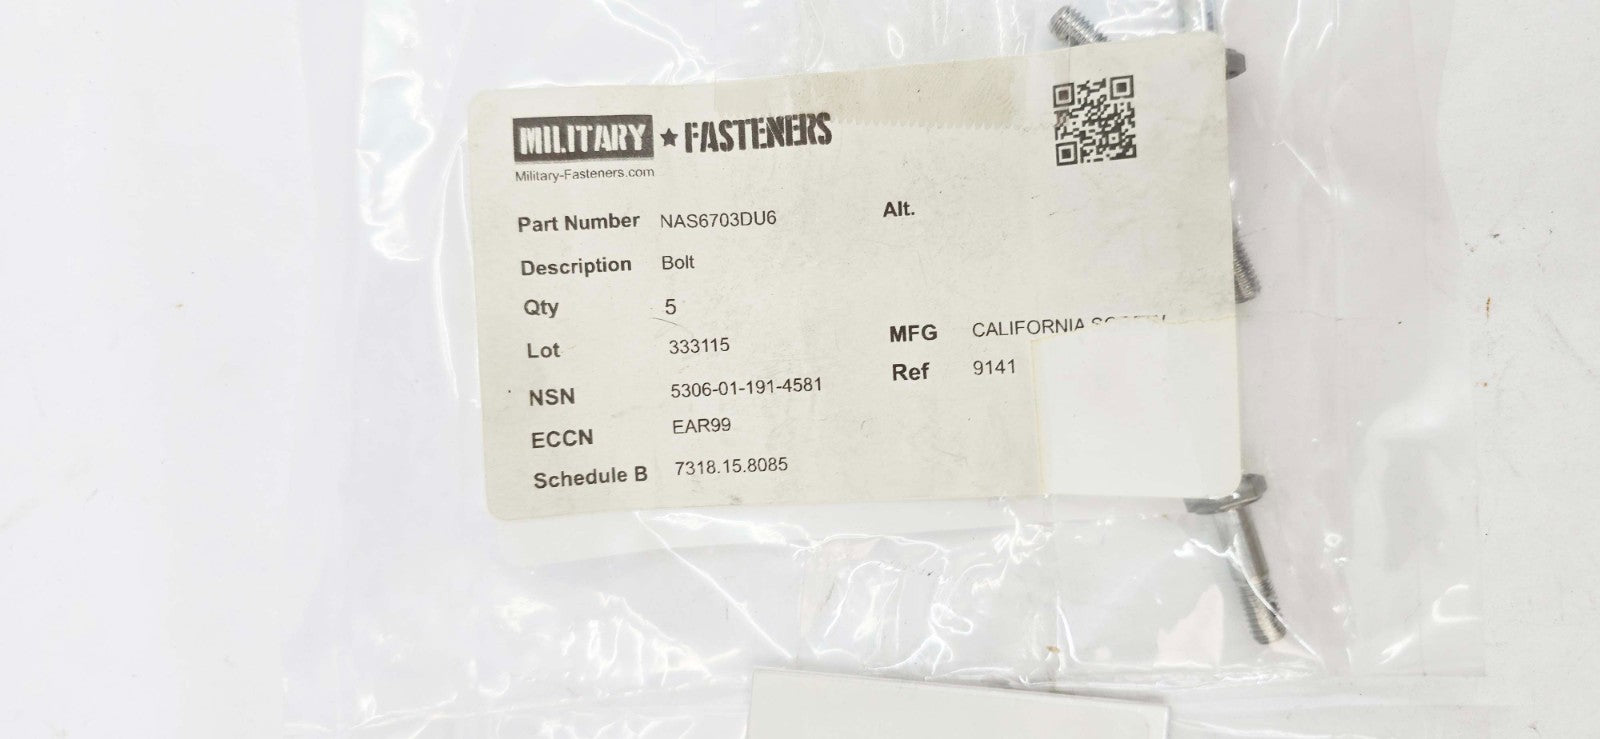 MILITARY★FASTENERS
Military-Fasteners.com
Part Number NAS6703DU6 Alt.
Description Bolt
Qty 5
Lot 333115 MFG CALIFORNIA
NSN 5306-01-191-4581 Ref 9141
ECCN EAR99
Schedule B 7318.15.8085